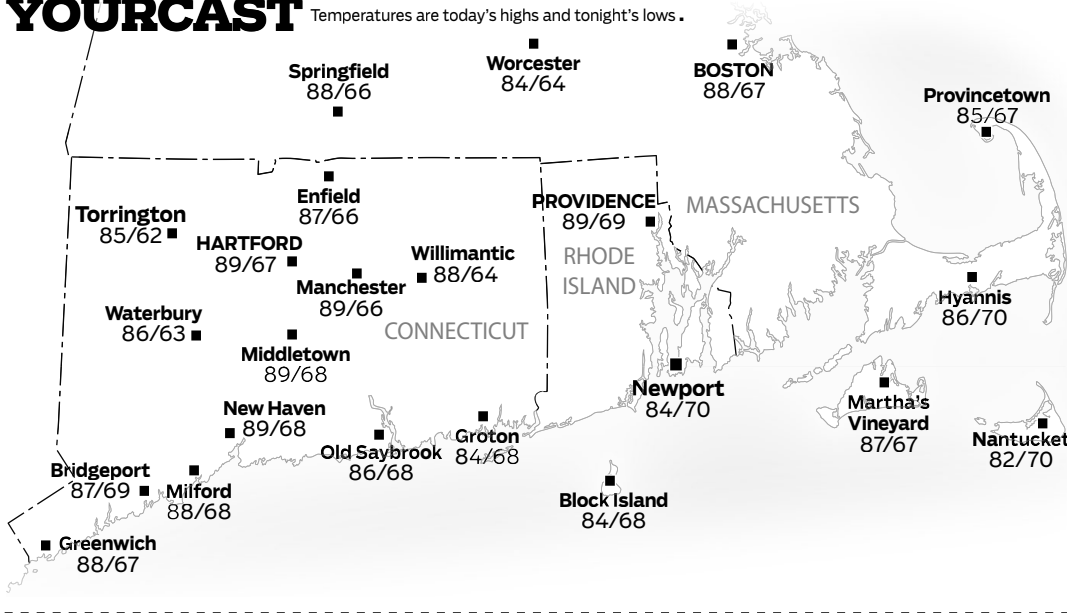 YOURCAST
Temperatures are today's highs and tonight's lows.
Springfield
88/66
Worcester
84/64
BOSTON
88/67
Provincetown
85/67
Enfield
87/66
Torrington
85/62
HARTFORD
89/67
Willimantic
88/64
Manchester
89/66
PROVIDENCE
89/69
MASSACHUSETTS
RHODE
ISLAND
Hyannis
86/70
Waterbury
86/63
CONNECTICUT
Middletown
89/68
Newport
84/70
Martha's
Vineyard
87/67
Nantucket
82/70
New Haven
89/68
Old Saybrook
86/68
Groton
84/68
Bridgeport
87/69
Milford
88/68
Block Island
84/68
Greenwich
88/67